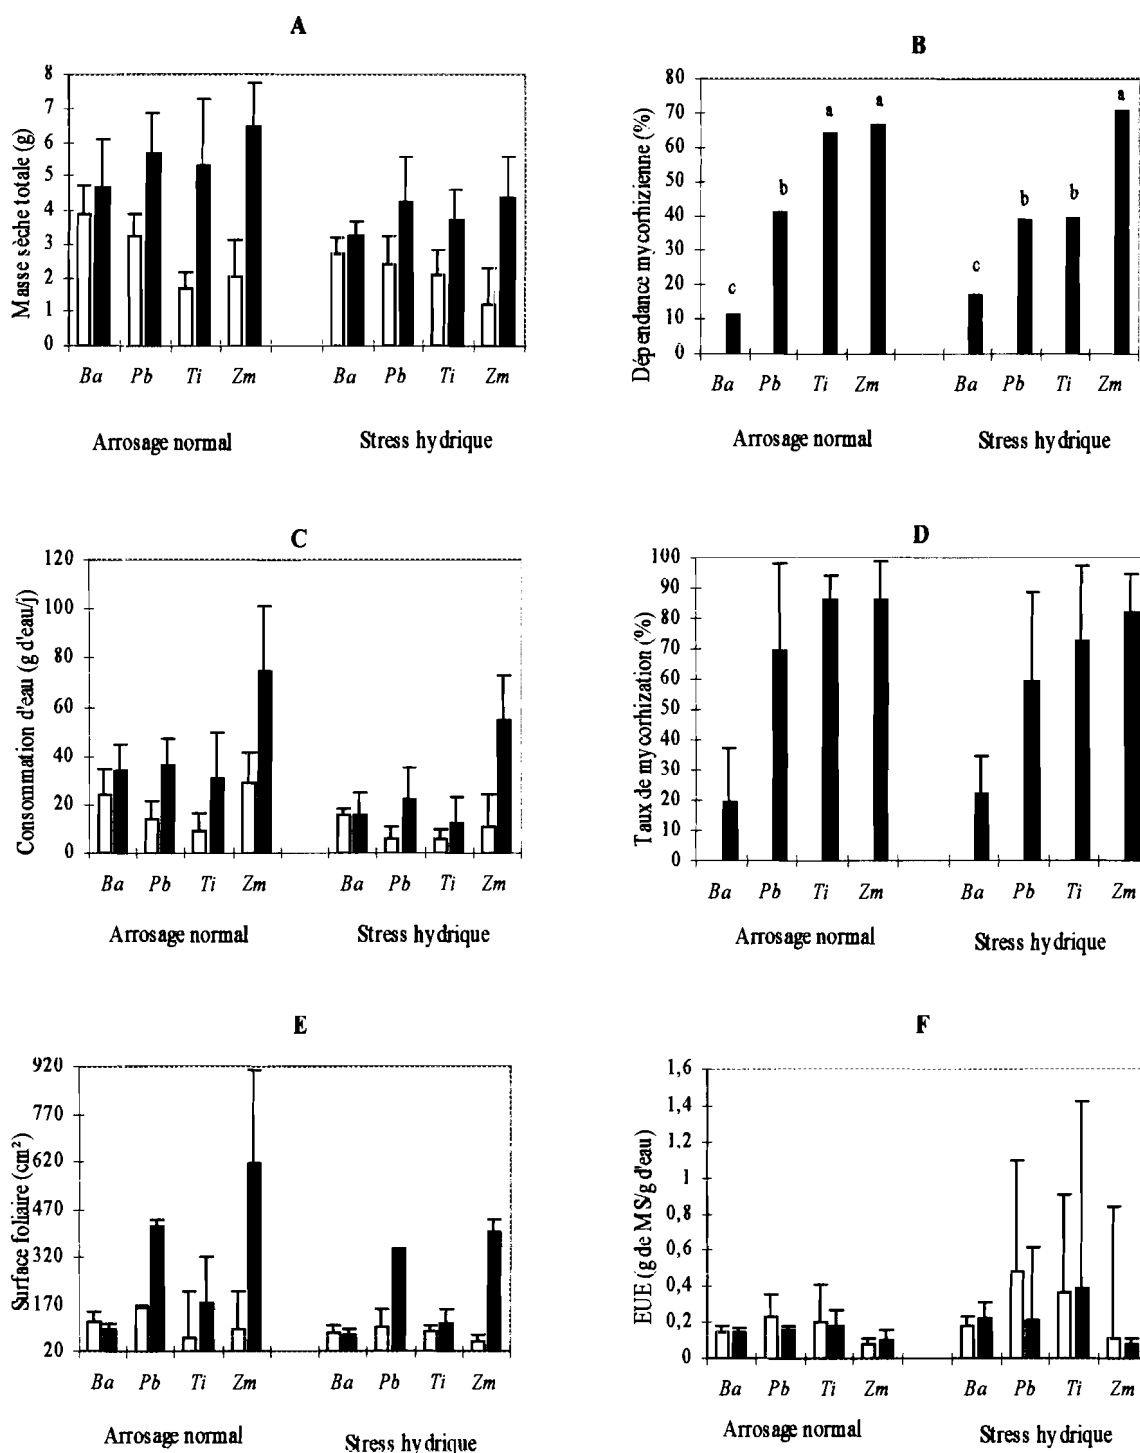 A
Masse sèche totale (g)
8
7
6
5
4
3
2
1
0
Ba Pb Ti Zm Ba Pb Ti Zm
Arrosage normal Stress hydrique
B
Dépendance mycorhizienne (%)
80
70
60
50
40
30
20
10
0
c b a a c b b a
Ba Pb Ti Zm Ba Pb Ti Zm
Arrosage normal Stress hydrique
C
Consommation d'eau (g d'eau/j)
120
100
80
60
40
20
0
Ba Pb Ti Zm Ba Pb Ti Zm
Arrosage normal Stress hydrique
D
Taux de mycorhization (%)
100
90
80
70
60
50
40
30
20
10
0
Ba Pb Ti Zm Ba Pb Ti Zm
Arrosage normal Stress hydrique
E
Surface foliaire (cm²)
920
770
620
470
320
170
20
Ba Pb Ti Zm Ba Pb Ti Zm
Arrosage normal Stress hydrique
F
EUE (g de MS/g d'eau)
1,6
1,4
1,2
1
0,8
0,6
0,4
0,2
0
Ba Pb Ti Zm Ba Pb Ti Zm
Arrosage normal Stress hydrique